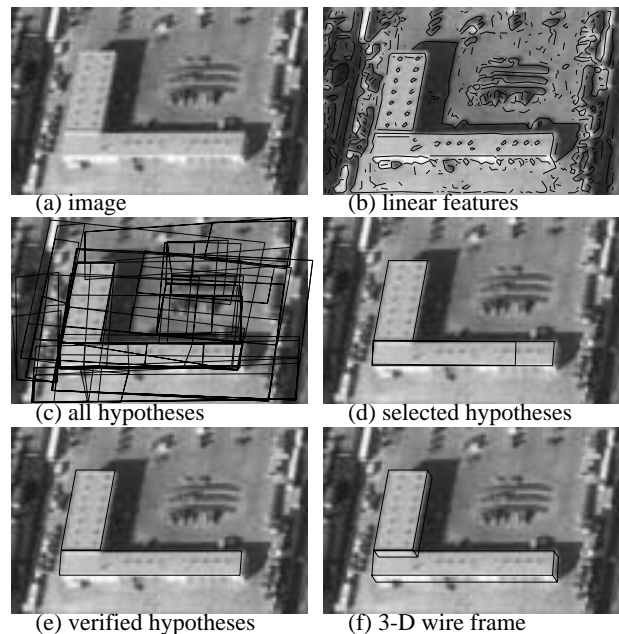 (a) image
(b) linear features
(c) all hypotheses
(d) selected hypotheses
(e) verified hypotheses
(f) 3-D wire frame